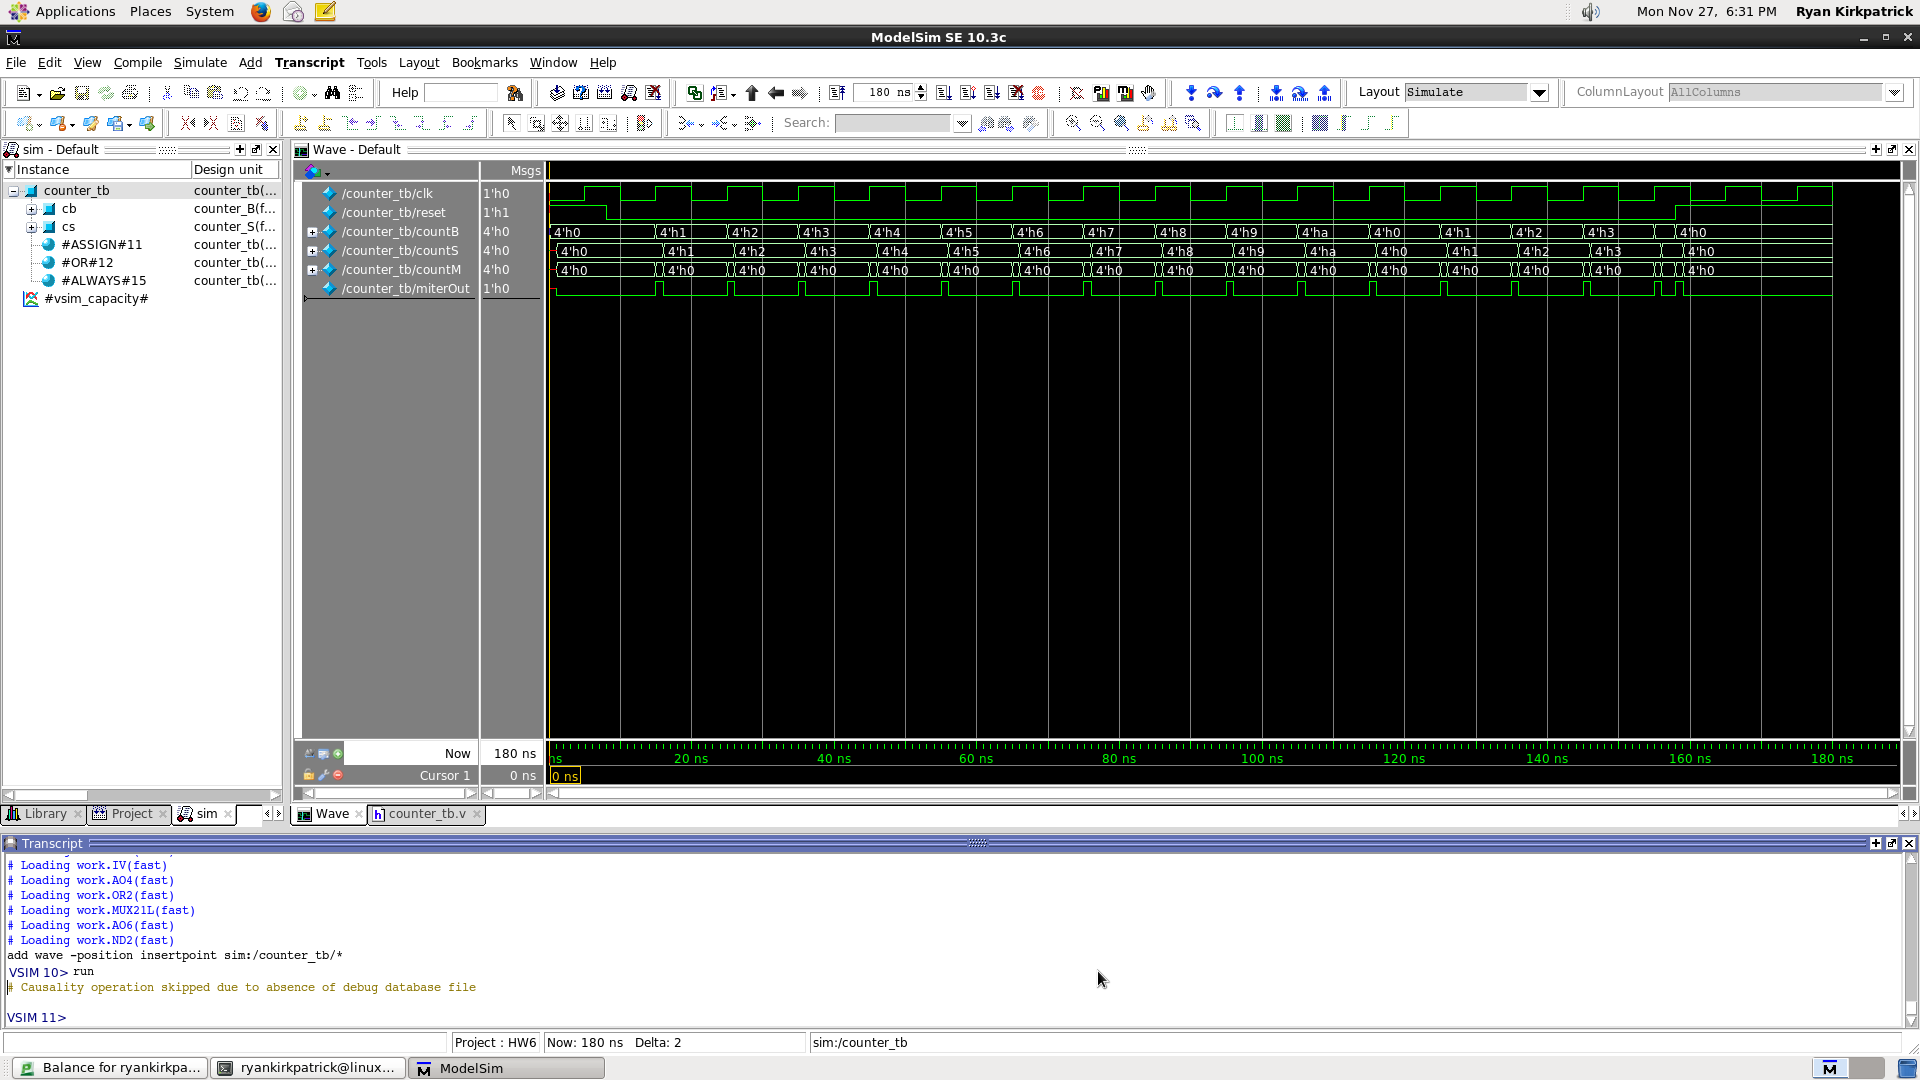 Applications Places System Mon Nov 27, 6:31 PM Ryan Kirkpatrick
ModelSim SE 10.3c
File Edit View Compile Simulate Add Transcript Tools Layout Bookmarks Window Help
Help 180 ns Layout Simulate ColumnLayout AllColumns
Search:
sim - Default Wave - Default
Instance Design unit Msgs
counter_tb counter_tb(...
cb counter_B(f...
cs counter_S(f...
#ASSIGN#11 counter_tb(...
#OR#12 counter_tb(...
#ALWAYS#15 counter_tb(...
#vsim_capacity#
/counter_tb/clk 1'h0
/counter_tb/reset 1'h1
/counter_tb/countB 4'h0 4'h0 4'h1 4'h2 4'h3 4'h4 4'h5 4'h6 4'h7 4'h8 4'h9 4'ha 4'h0 4'h1 4'h2 4'h3 4'h0
/counter_tb/countS 4'h0 4'h0 4'h1 4'h2 4'h3 4'h4 4'h5 4'h6 4'h7 4'h8 4'h9 4'ha 4'h0 4'h1 4'h2 4'h3 4'h0
/counter_tb/countM 4'h0 4'h0 4'h0 4'h0 4'h0 4'h0 4'h0 4'h0 4'h0 4'h0 4'h0 4'h0 4'h0 4'h0 4'h0 4'h0 4'h0
/counter_tb/miterOut 1'h0
Now 180 ns ns 20 ns 40 ns 60 ns 80 ns 100 ns 120 ns 140 ns 160 ns 180 ns
Cursor 1 0 ns 0 ns
Library Project sim Wave counter_tb.v
Transcript
# Loading work.IV(fast)
# Loading work.AO4(fast)
# Loading work.OR2(fast)
# Loading work.MUX21L(fast)
# Loading work.AO6(fast)
# Loading work.ND2(fast)
add wave -position insertpoint sim:/counter_tb/*
VSIM 10> run
# Causality operation skipped due to absence of debug database file
VSIM 11>
Project : HW6 Now: 180 ns Delta: 2 sim:/counter_tb
Balance for ryankirkpa... ryankirkpatrick@linux... ModelSim